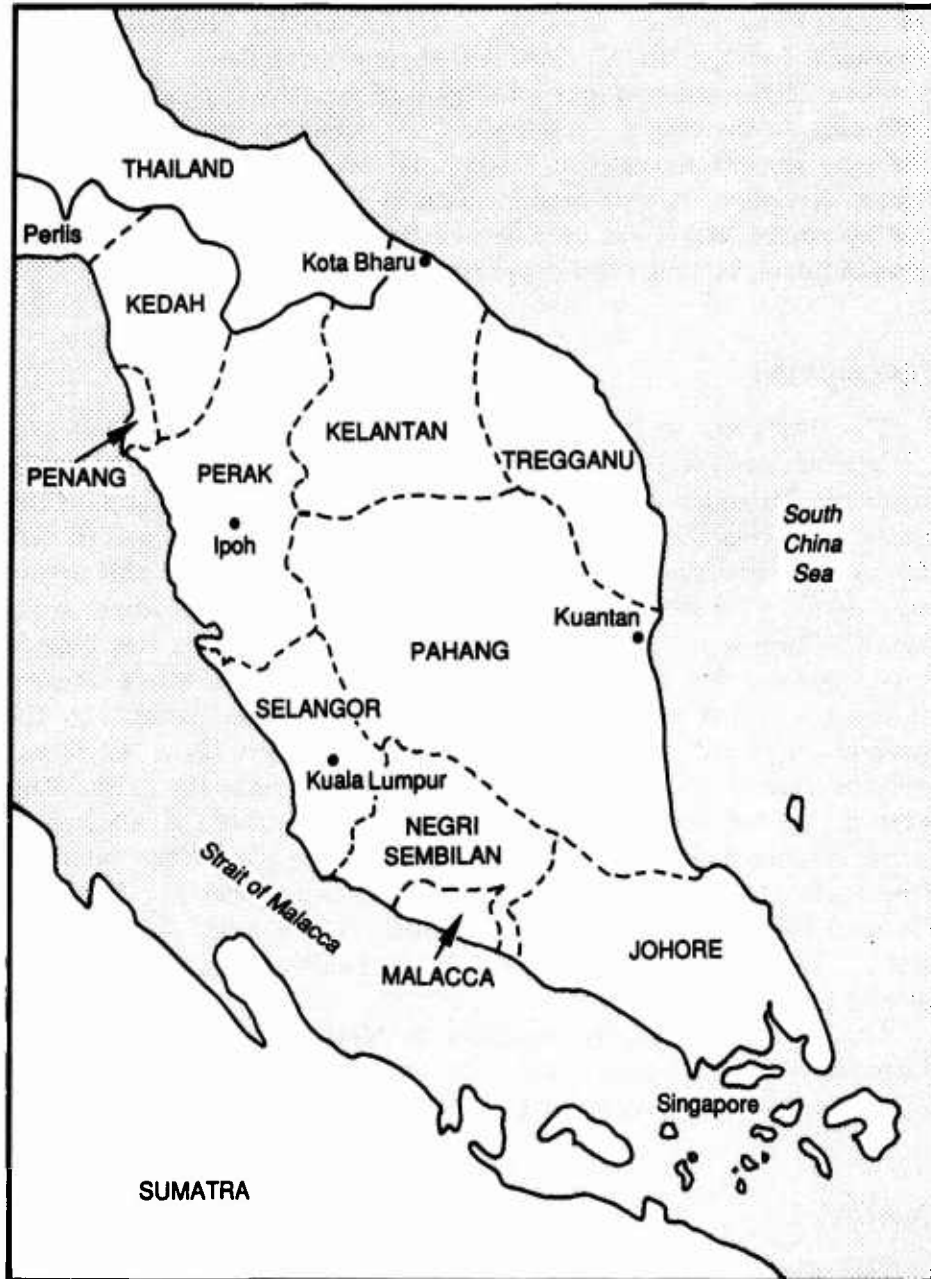 THAILAND
Perlis
Kota Bharu
KEDAH
KELANTAN
PENANG
PERAK
TREGGANU
Ipoh
South
China
Sea
Kuantan
PAHANG
SELANGOR
Kuala Lumpur
NEGRI
SEMBILAN
Strait of Malacca
JOHORE
MALACCA
Singapore
SUMATRA